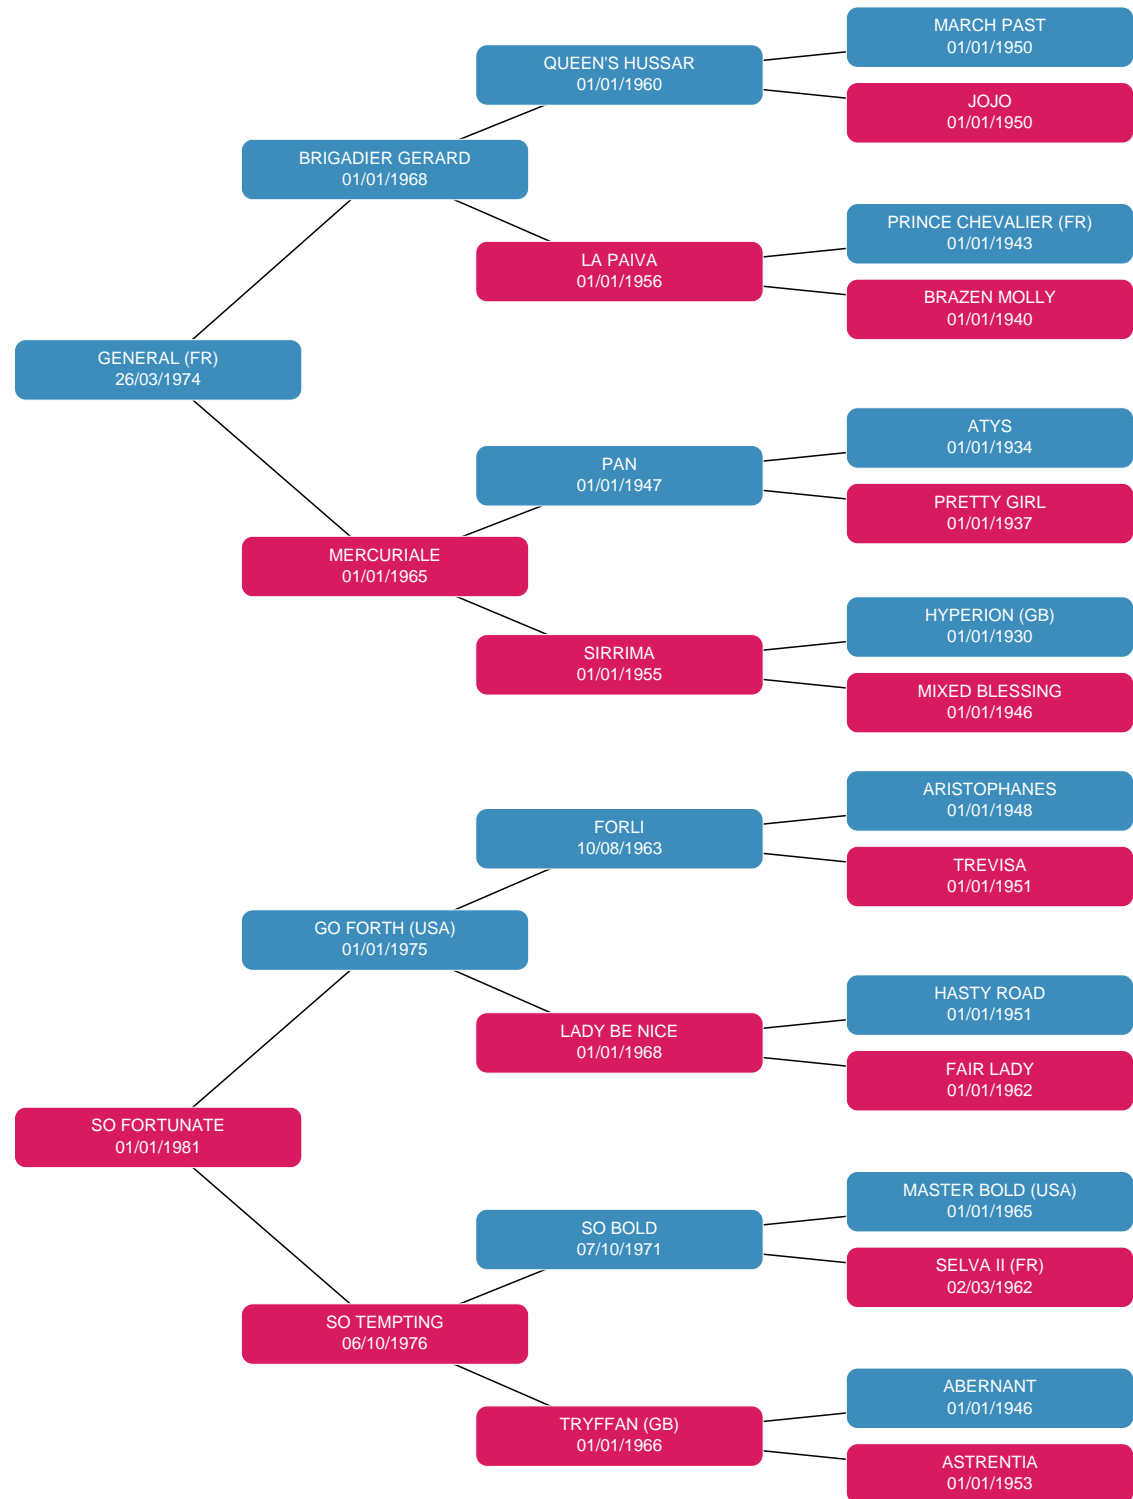 MARCH PAST
01/01/1950
QUEEN'S HUSSAR
01/01/1960
JOJO
01/01/1950
BRIGADIER GERARD
01/01/1968
PRINCE CHEVALIER (FR)
01/01/1943
LA PAIVA
01/01/1956
BRAZEN MOLLY
01/01/1940
GENERAL (FR)
26/03/1974
ATYS
01/01/1934
PAN
01/01/1947
PRETTY GIRL
01/01/1937
MERCURIALE
01/01/1965
HYPERION (GB)
01/01/1930
SIRRIMA
01/01/1955
MIXED BLESSING
01/01/1946
ARISTOPHANES
01/01/1948
FORLI
10/08/1963
TREVISA
01/01/1951
GO FORTH (USA)
01/01/1975
HASTY ROAD
01/01/1951
LADY BE NICE
01/01/1968
FAIR LADY
01/01/1962
SO FORTUNATE
01/01/1981
MASTER BOLD (USA)
01/01/1965
SO BOLD
07/10/1971
SELVA II (FR)
02/03/1962
SO TEMPTING
06/10/1976
ABERNANT
01/01/1946
TRYFFAN (GB)
01/01/1966
ASTRENTIA
01/01/1953